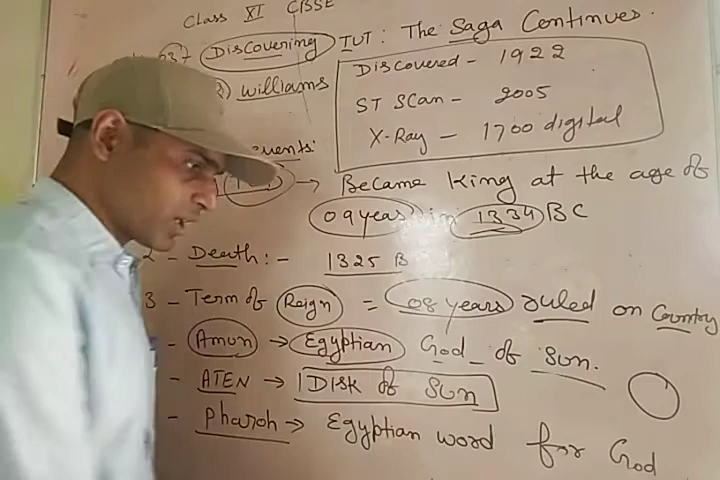 Class XI CBSE
Discovering TUT: The Saga Continues.
williams
Discovered - 1922
ST Scan - 2005
X-Ray - 1700 digital
→ Became King at the age of
09 years in 1334 BC
2 - Death:- 1325 B
3 - Term of Reign = 08 years ruled on Country
- Amun → Egyptian God of Sun.
- ATEN → DISK of SUN
- Pharoh → Egyptian word for God